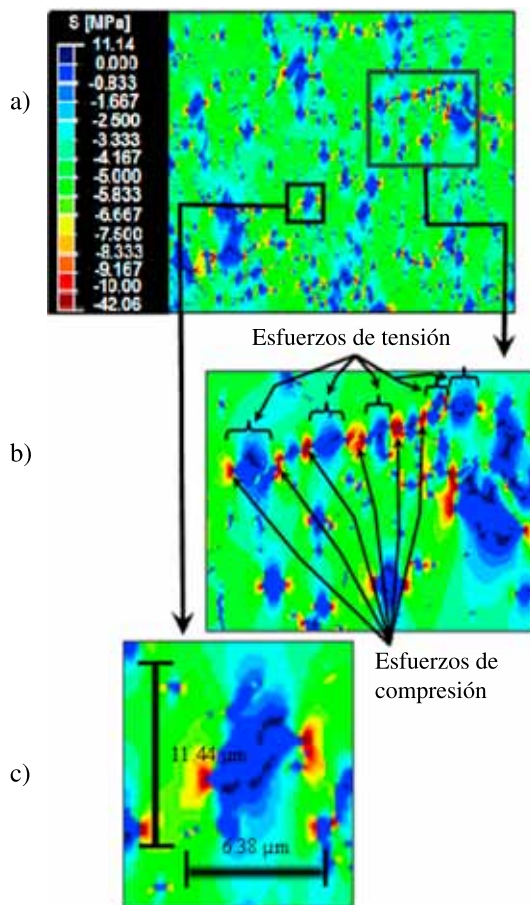 S [MPa]
11.14
0.000
-0.833
-1.667
-2.500
-3.333
-4.167
-5.000
-5.833
-6.667
-7.500
-8.333
-9.167
-10.00
-42.06
a)
Esfuerzos de tensión
b)
Esfuerzos de
compresión
11.44 µm
c)
6.38 µm